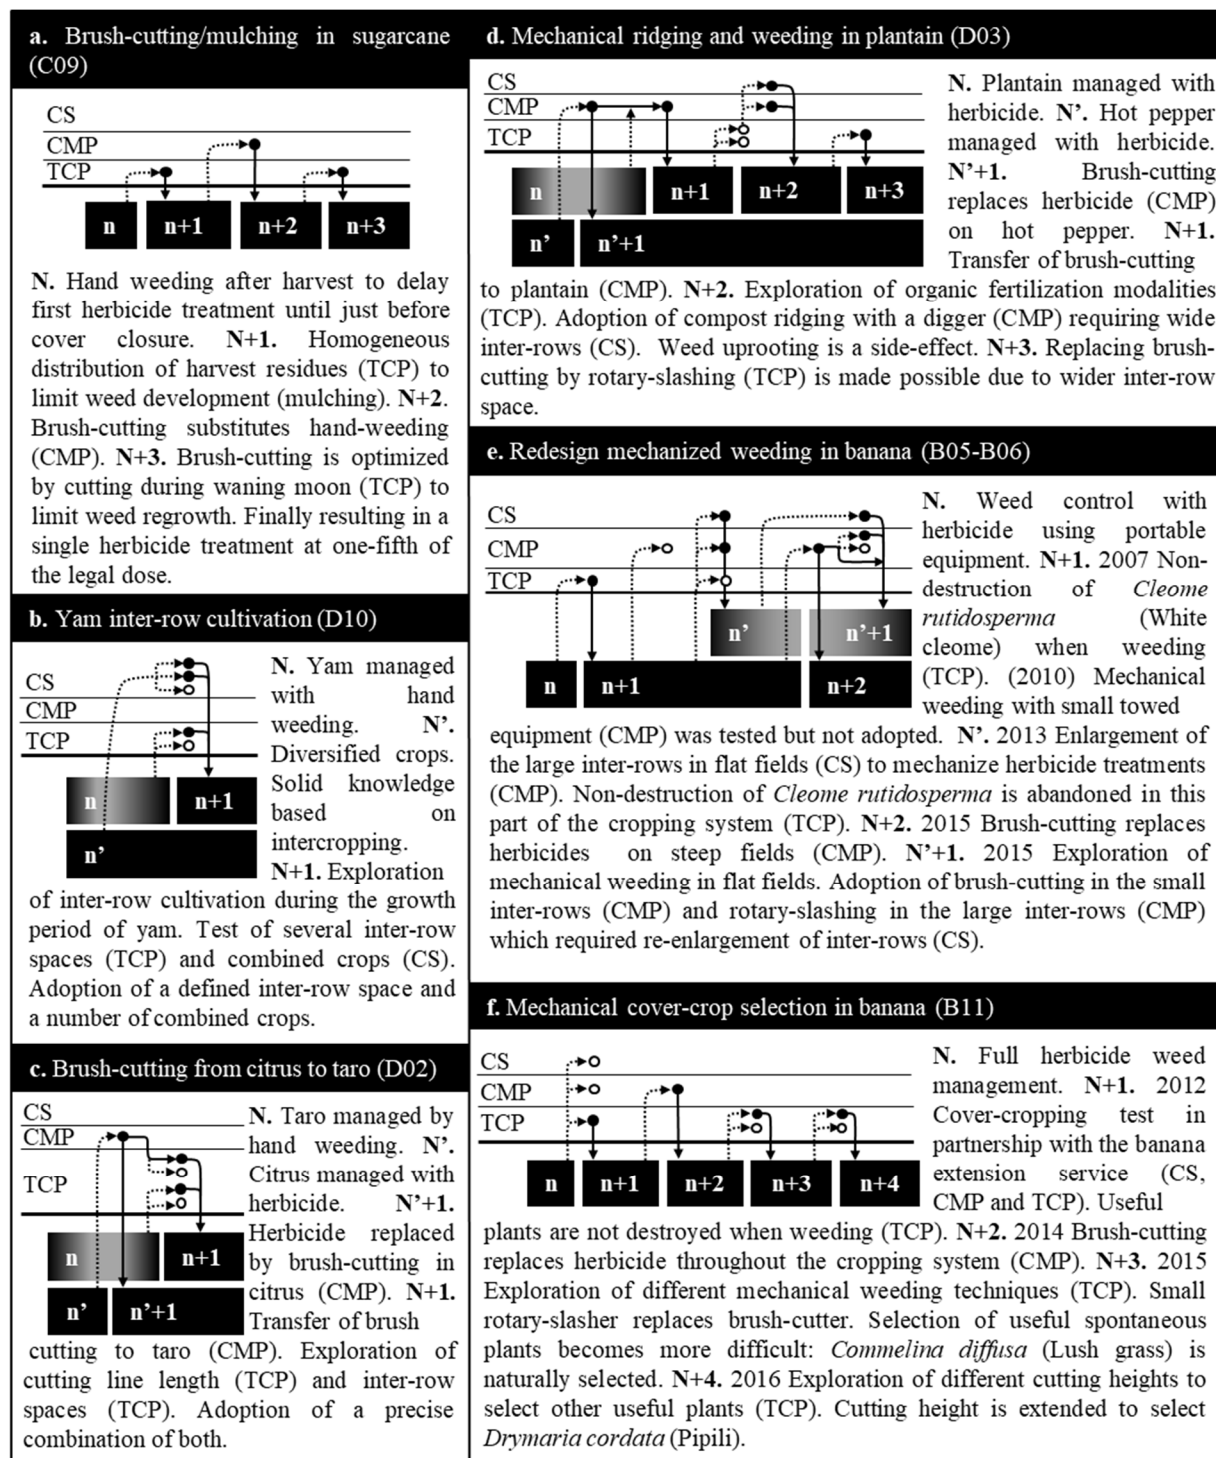 a. Brush-cutting/mulching in sugarcane
(C09)
CS
CMP
TCP
n
n+1
n+2
n+3
N. Hand weeding after harvest to delay
first herbicide treatment until just before
cover closure. N+1. Homogeneous
distribution of harvest residues (TCP) to
limit weed development (mulching). N+2.
Brush-cutting substitutes hand-weeding
(CMP). N+3. Brush-cutting is optimized
by cutting during waning moon (TCP) to
limit weed regrowth. Finally resulting in a
single herbicide treatment at one-fifth of
the legal dose.
b. Yam inter-row cultivation (D10)
CS
CMP
TCP
n
n+1
n’
N. Yam managed
with hand
weeding. N’.
Diversified crops.
Solid knowledge
based on
intercropping.
N+1. Exploration
of inter-row cultivation during the growth
period of yam. Test of several inter-row
spaces (TCP) and combined crops (CS).
Adoption of a defined inter-row space and
a number of combined crops.
c. Brush-cutting from citrus to taro (D02)
CS
CMP
TCP
n
n+1
n’
n’+1
N. Taro managed by
hand weeding. N’.
Citrus managed with
herbicide. N’+1.
Herbicide replaced
by brush-cutting in
citrus (CMP). N+1.
Transfer of brush
cutting to taro (CMP). Exploration of
cutting line length (TCP) and inter-row
spaces (TCP). Adoption of a precise
combination of both.
d. Mechanical ridging and weeding in plantain (D03)
CS
CMP
TCP
n
n+1
n+2
n+3
n’
n’+1
N. Plantain managed with
herbicide. N’. Hot pepper
managed with herbicide.
N’+1. Brush-cutting
replaces herbicide (CMP)
on hot pepper. N+1.
Transfer of brush-cutting
to plantain (CMP). N+2. Exploration of organic fertilization modalities
(TCP). Adoption of compost ridging with a digger (CMP) requiring wide
inter-rows (CS). Weed uprooting is a side-effect. N+3. Replacing brush-
cutting by rotary-slashing (TCP) is made possible due to wider inter-row
space.
e. Redesign mechanized weeding in banana (B05-B06)
CS
CMP
TCP
n’
n’+1
n
n+1
n+2
N. Weed control with
herbicide using portable
equipment. N+1. 2007 Non-
destruction of Cleome
rutidosperma (White
cleome) when weeding
(TCP). (2010) Mechanical
weeding with small towed
equipment (CMP) was tested but not adopted. N’. 2013 Enlargement of
the large inter-rows in flat fields (CS) to mechanize herbicide treatments
(CMP). Non-destruction of Cleome rutidosperma is abandoned in this
part of the cropping system (TCP). N+2. 2015 Brush-cutting replaces
herbicides on steep fields (CMP). N’+1. 2015 Exploration of
mechanical weeding in flat fields. Adoption of brush-cutting in the small
inter-rows (CMP) and rotary-slashing in the large inter-rows (CMP)
which required re-enlargement of inter-rows (CS).
f. Mechanical cover-crop selection in banana (B11)
CS
CMP
TCP
n
n+1
n+2
n+3
n+4
N. Full herbicide weed
management. N+1. 2012
Cover-cropping test in
partnership with the banana
extension service (CS,
CMP and TCP). Useful
plants are not destroyed when weeding (TCP). N+2. 2014 Brush-cutting
replaces herbicide throughout the cropping system (CMP). N+3. 2015
Exploration of different mechanical weeding techniques (TCP). Small
rotary-slasher replaces brush-cutter. Selection of useful spontaneous
plants becomes more difficult: Commelina diffusa (Lush grass) is
naturally selected. N+4. 2016 Exploration of different cutting heights to
select other useful plants (TCP). Cutting height is extended to select
Drymaria cordata (Pipili).